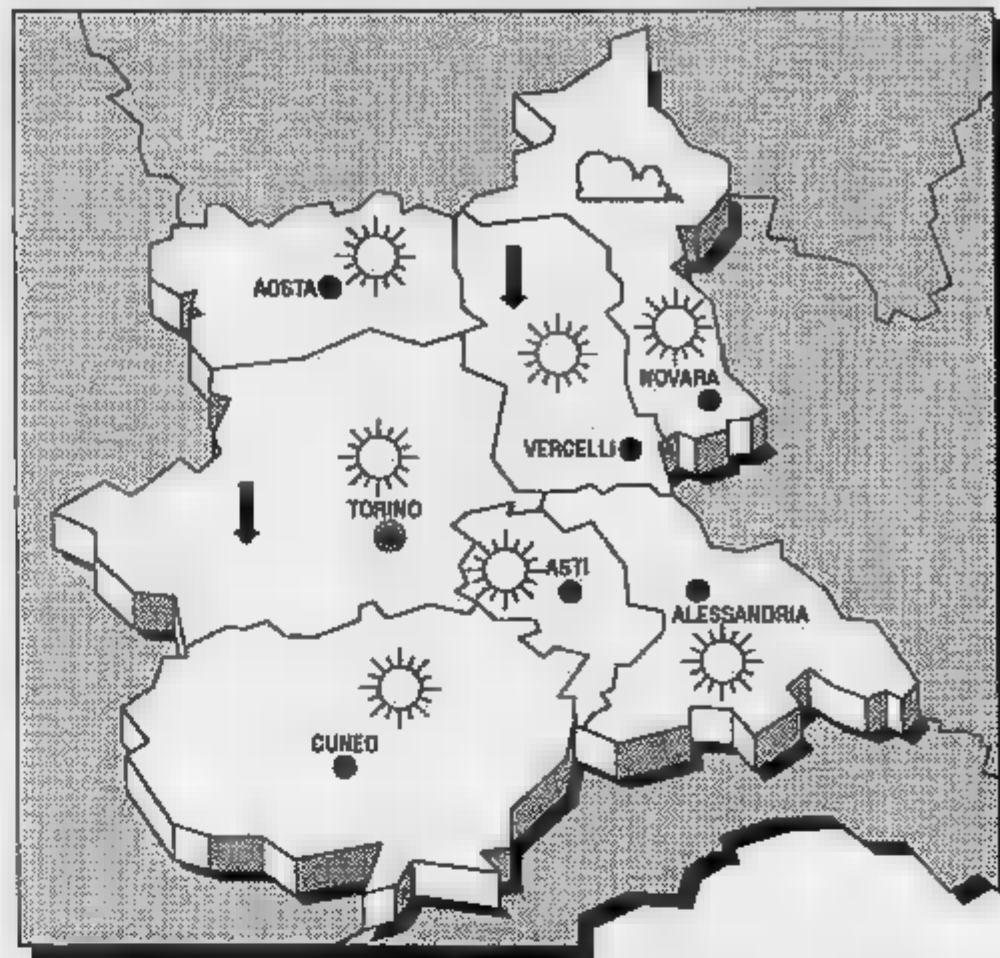 AOSTA
NOVARA
VERCELLI
TORINO
ASTI
ALESSANDRIA
CUNEO